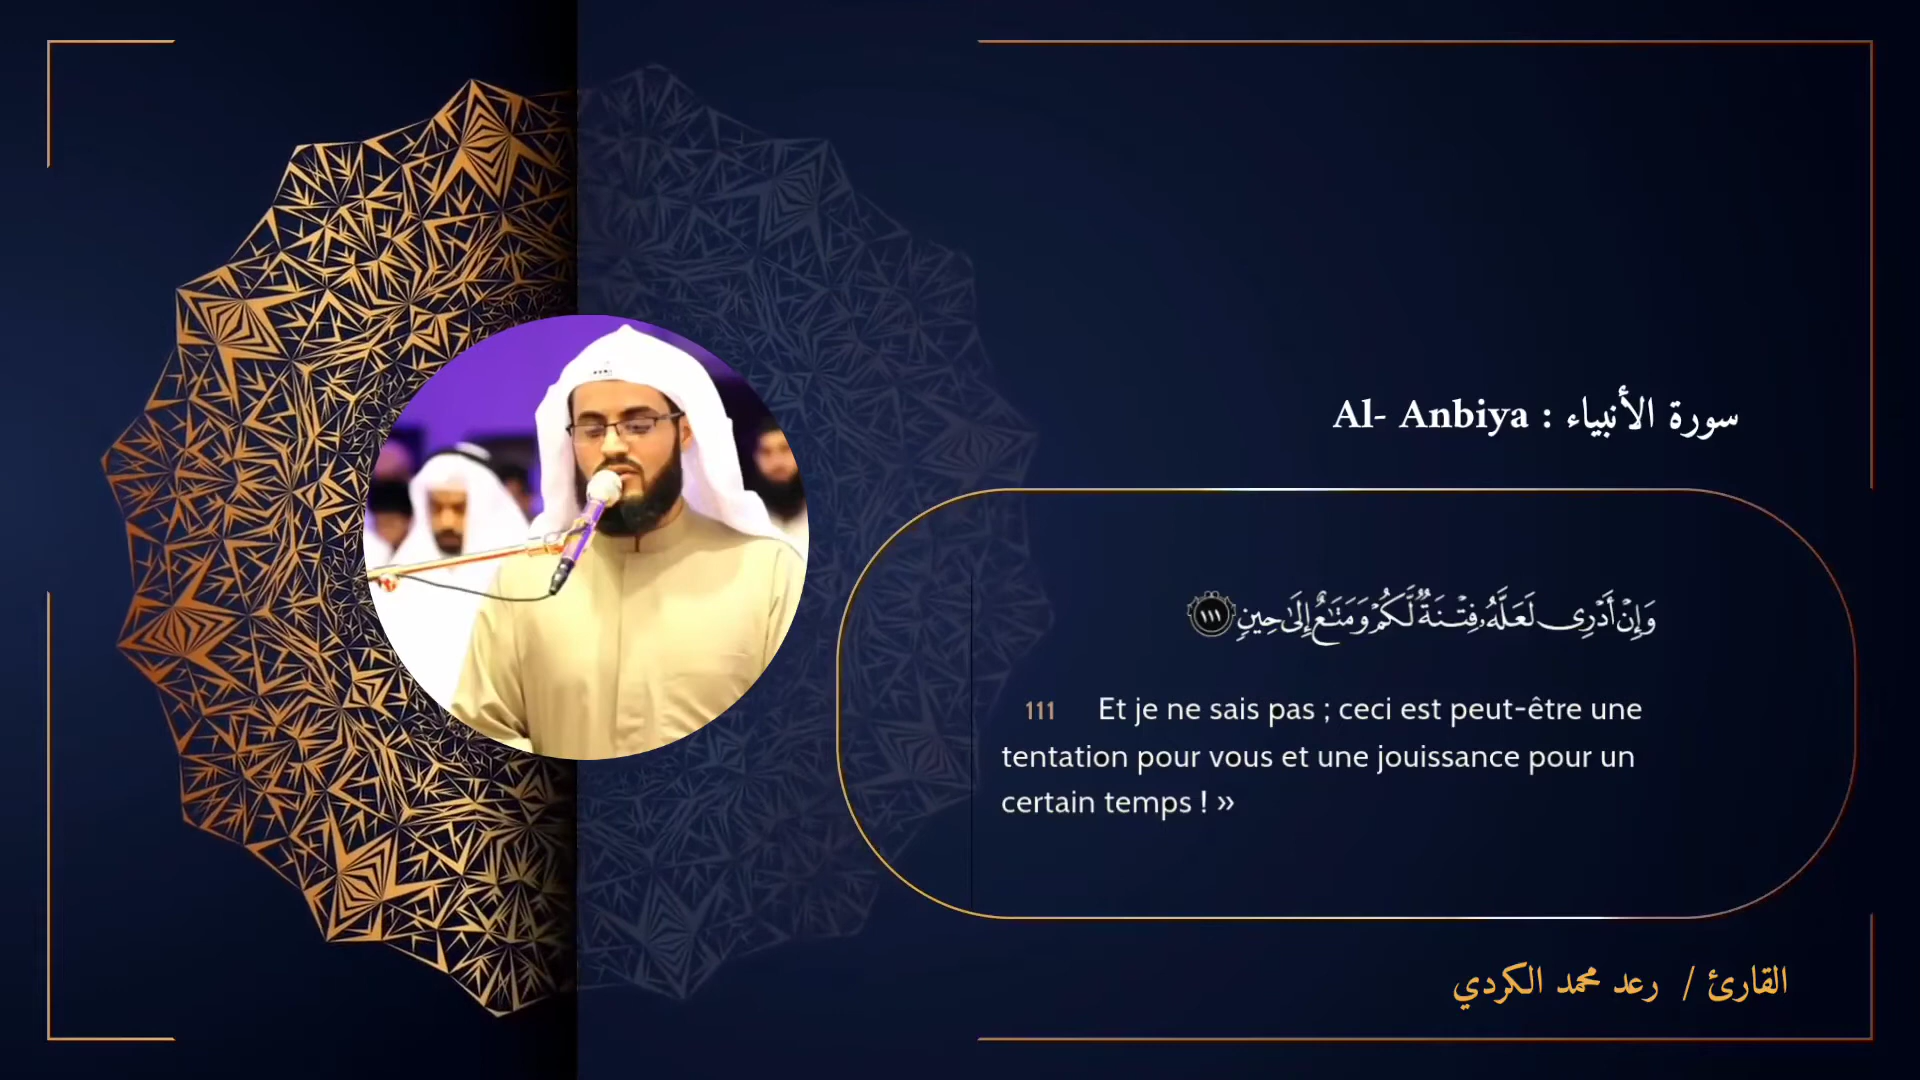 سورة الأنبياء : Al- Anbiya
وَإِنْ أَدْرِى لَعَلَّهُۥ فِتْنَةٌ لَّكُمْ وَمَتَٰعٌ إِلَىٰ حِينٍ ١١١
111 Et je ne sais pas ; ceci est peut-être une
tentation pour vous et une jouissance pour un
certain temps ! »
القارئ / رعد محمد الكردي